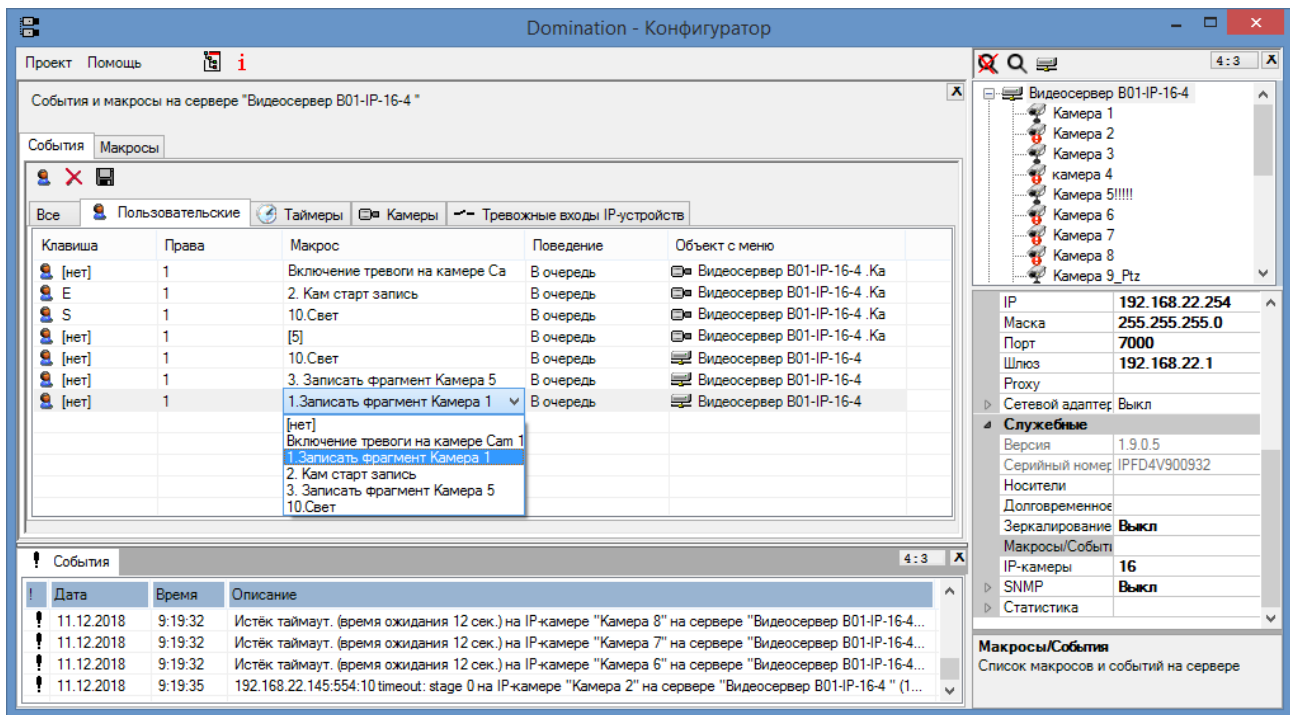 Domination - Конфигуратор
Проект Помощь
События и макросы на сервере "Видеосервер B01-IP-16-4 "
События Макросы
Все Пользовательские Таймеры Камеры Тревожные входы IP-устройств
Клавиша Права Макрос Поведение Объект с меню
[нет] 1 Включение тревоги на камере Ca В очередь Видеосервер B01-IP-16-4 .Ка
E 1 2. Кам старт запись В очередь Видеосервер B01-IP-16-4 .Ка
S 1 10.Свет В очередь Видеосервер B01-IP-16-4 .Ка
[нет] 1 [5] В очередь Видеосервер B01-IP-16-4 .Ка
[нет] 1 10.Свет В очередь Видеосервер B01-IP-16-4
[нет] 1 3. Записать фрагмент Камера 5 В очередь Видеосервер B01-IP-16-4
[нет] 1 1.Записать фрагмент Камера 1 В очередь Видеосервер B01-IP-16-4
[нет]
Включение тревоги на камере Cam 1
1.Записать фрагмент Камера 1
2. Кам старт запись
3. Записать фрагмент Камера 5
10.Свет
! События 4:3
! Дата Время Описание
11.12.2018 9:19:32 Истёк таймаут. (время ожидания 12 сек.) на IP-камере "Камера 8" на сервере "Видеосервер B01-IP-16-4...
11.12.2018 9:19:32 Истёк таймаут. (время ожидания 12 сек.) на IP-камере "Камера 7" на сервере "Видеосервер B01-IP-16-4...
11.12.2018 9:19:32 Истёк таймаут. (время ожидания 12 сек.) на IP-камере "Камера 6" на сервере "Видеосервер B01-IP-16-4...
11.12.2018 9:19:35 192.168.22.145:554:10 timeout: stage 0 на IP-камере "Камера 2" на сервере "Видеосервер B01-IP-16-4 " (1...
4:3
Видеосервер B01-IP-16-4
Камера 1
Камера 2
Камера 3
камера 4
Камера 5!!!!!
Камера 6
Камера 7
Камера 8
Камера 9_Ptz
IP 192.168.22.254
Маска 255.255.255.0
Порт 7000
Шлюз 192.168.22.1
Proxy
Сетевой адаптер Выкл
Служебные
Версия 1.9.0.5
Серийный номер IPFD4V900932
Носители
Долговременное
Зеркалирование Выкл
Макросы/Событи
IP-камеры 16
SNMP Выкл
Статистика
Макросы/События
Список макросов и событий на сервере